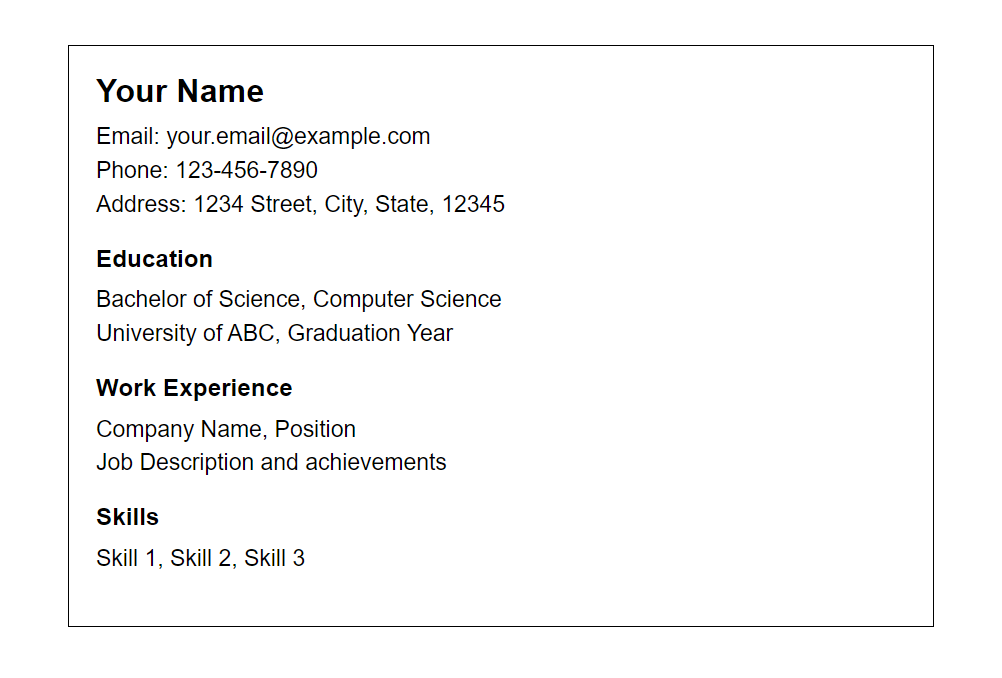 Your Name
Email: your.email@example.com
Phone: 123-456-7890
Address: 1234 Street, City, State, 12345
Education
Bachelor of Science, Computer Science
University of ABC, Graduation Year
Work Experience
Company Name, Position
Job Description and achievements
Skills
Skill 1, Skill 2, Skill 3